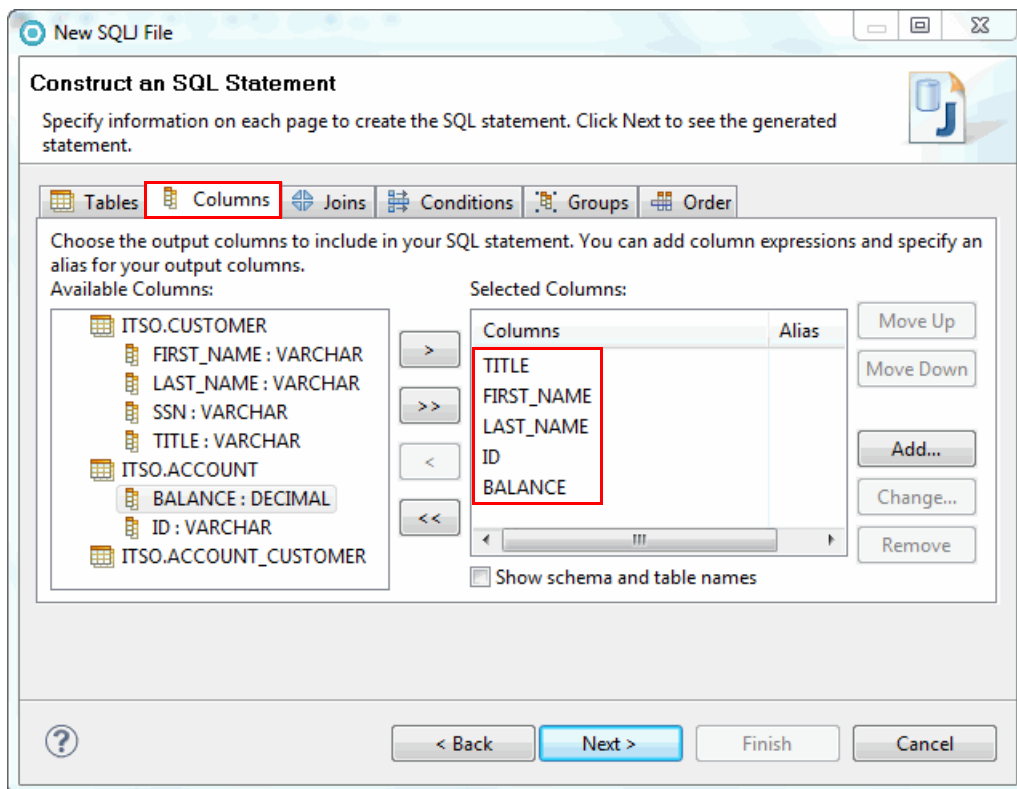 New SQLJ File
Construct an SQL Statement
Specify information on each page to create the SQL statement. Click Next to see the generated
statement.
Tables Columns Joins Conditions Groups Order
Choose the output columns to include in your SQL statement. You can add column expressions and specify an
alias for your output columns.
Available Columns:
ITSO.CUSTOMER
FIRST_NAME : VARCHAR
LAST_NAME : VARCHAR
SSN : VARCHAR
TITLE : VARCHAR
ITSO.ACCOUNT
BALANCE : DECIMAL
ID : VARCHAR
ITSO.ACCOUNT_CUSTOMER
>
>>
<
<<
Selected Columns:
Columns Alias
TITLE
FIRST_NAME
LAST_NAME
ID
BALANCE
Show schema and table names
Move Up
Move Down
Add...
Change...
Remove
? < Back Next > Finish Cancel